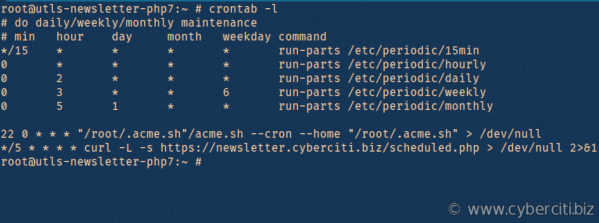 root@utls-newsletter-php7:~ # crontab -l
# do daily/weekly/monthly maintenance
# min   hour    day     month   weekday command
*/15    *       *       *       *       run-parts /etc/periodic/15min
0       *       *       *       *       run-parts /etc/periodic/hourly
0       2       *       *       *       run-parts /etc/periodic/daily
0       3       *       *       6       run-parts /etc/periodic/weekly
0       5       1       *       *       run-parts /etc/periodic/monthly
22 0 * * * "/root/.acme.sh"/acme.sh --cron --home "/root/.acme.sh" > /dev/null
*/5 * * * * curl -L -s https://newsletter.cyberciti.biz/scheduled.php > /dev/null 2>&1
root@utls-newsletter-php7:~ #
© www.cyberciti.biz